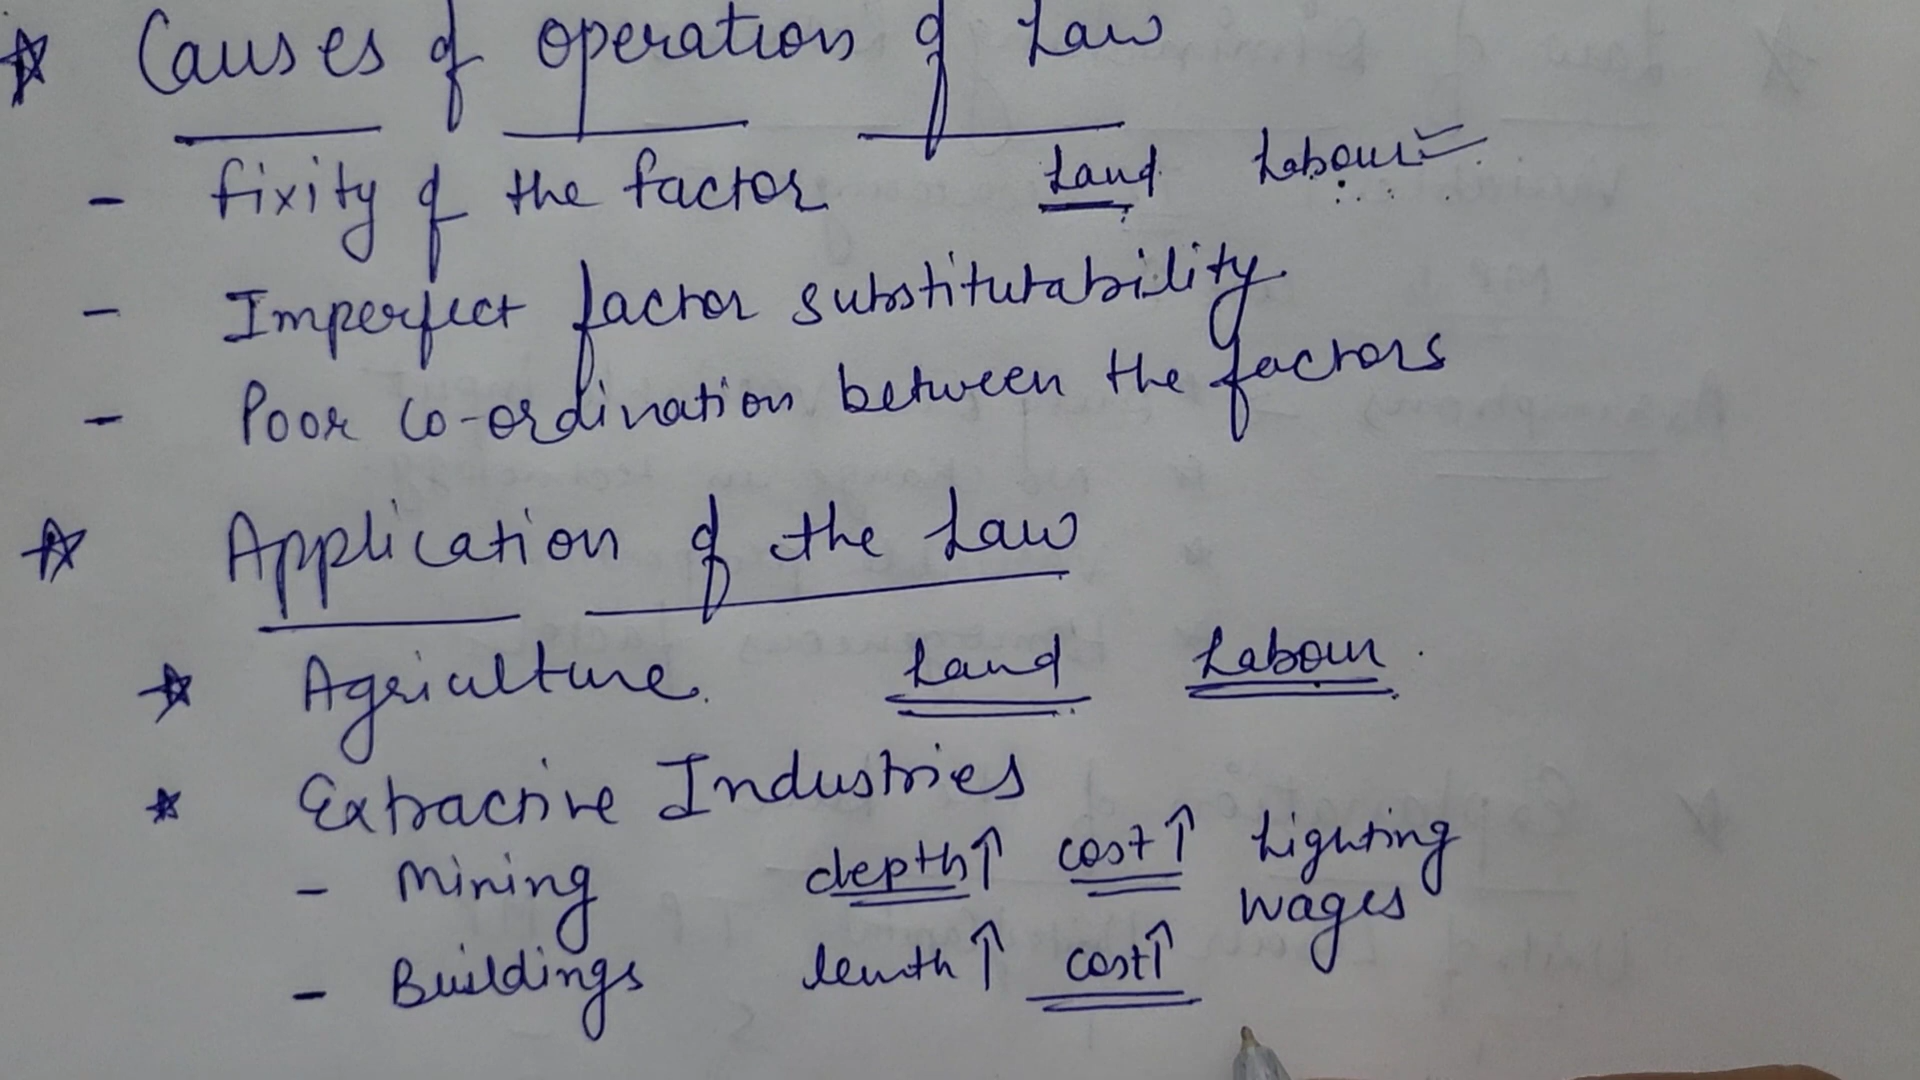 ☆ Causes of operation of Law
- fixity of the factor Land Labour
- Imperfect factor substitutability
- Poor co-ordination between the factors
☆ Application of the Law
☆ Agriculture Land Labour
* Extractive Industries
- Mining depth↑ cost↑ Lighting
wages
- Buildings lenth↑ cost↑